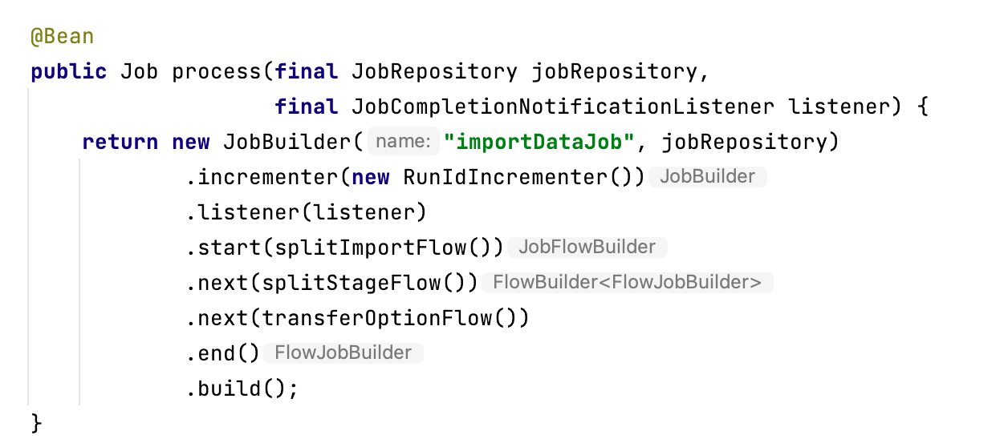 @Bean
public Job process(final JobRepository jobRepository,
final JobCompletionNotificationListener listener) {
return new JobBuilder( name: "importDataJob", jobRepository)
.incrementer(new RunIdIncrementer()) JobBuilder
.listener(listener)
.start(splitImportFlow()) JobFlowBuilder
.next(splitStageFlow()) FlowBuilder<FlowJobBuilder>
.next(transferOptionFlow())
.end() FlowJobBuilder
.build();
}